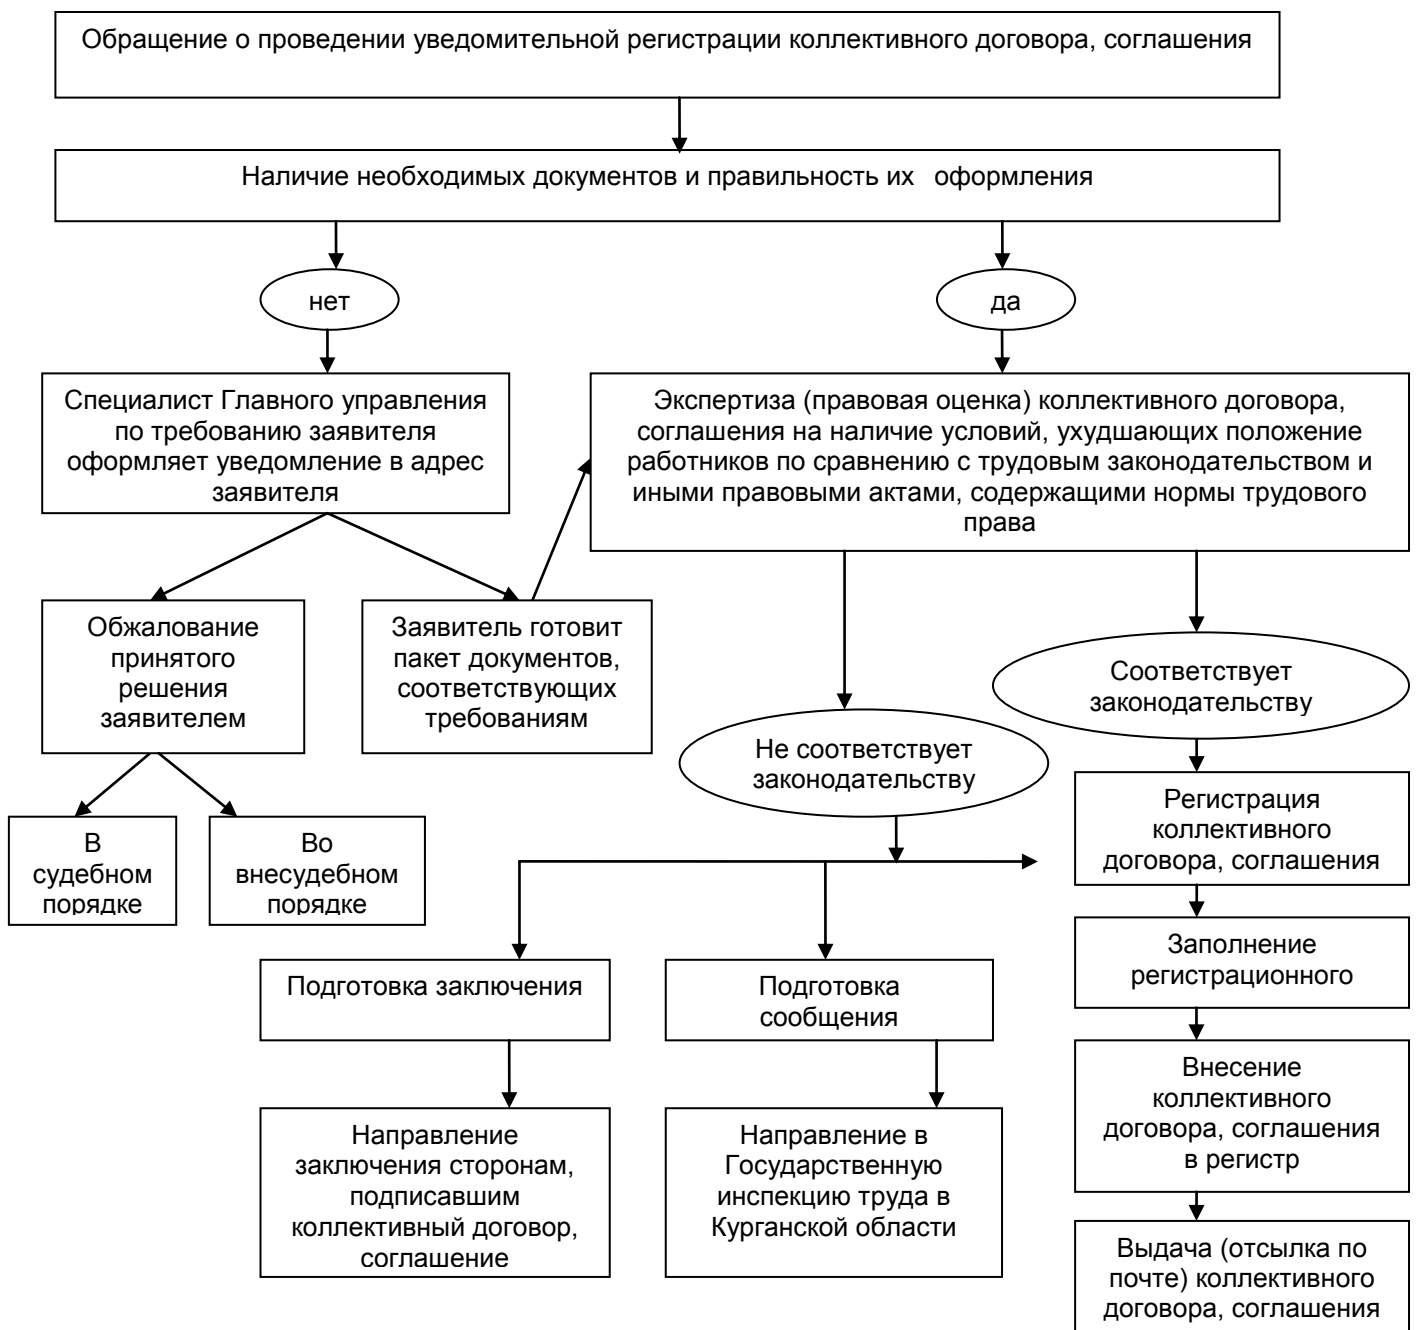 Обращение о проведении уведомительной регистрации коллективного договора, соглашения
Наличие необходимых документов и правильность их оформления
нет
да
Специалист Главного управления
по требованию заявителя
оформляет уведомление в адрес
заявителя
Экспертиза (правовая оценка) коллективного договора,
соглашения на наличие условий, ухудшающих положение
работников по сравнению с трудовым законодательством и
иными правовыми актами, содержащими нормы трудового
права
Обжалование
принятого
решения
заявителем
Заявитель готовит
пакет документов,
соответствующих
требованиям
Соответствует
законодательству
Не соответствует
законодательству
В
судебном
порядке
Во
внесудебном
порядке
Регистрация
коллективного
договора, соглашения
Заполнение
регистрационного
Подготовка заключения
Подготовка
сообщения
Внесение
коллективного
договора, соглашения
в регистр
Направление
заключения сторонам,
подписавшим
коллективный договор,
соглашение
Направление в
Государственную
инспекцию труда в
Курганской области
Выдача (отсылка по
почте) коллективного
договора, соглашения